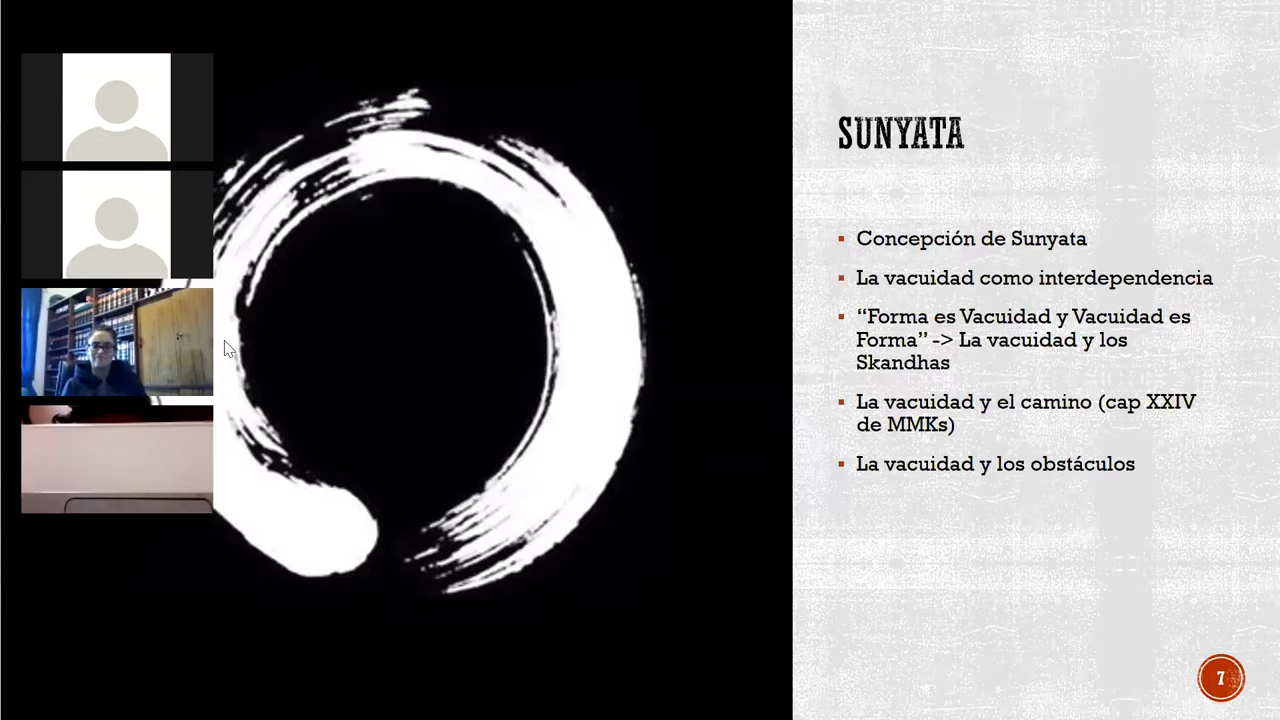 SUNYATA
▪ Concepción de Sunyata
▪ La vacuidad como interdependencia
▪ “Forma es Vacuidad y Vacuidad es
Forma” -> La vacuidad y los
Skandhas
▪ La vacuidad y el camino (cap XXIV
de MMKs)
▪ La vacuidad y los obstáculos
7